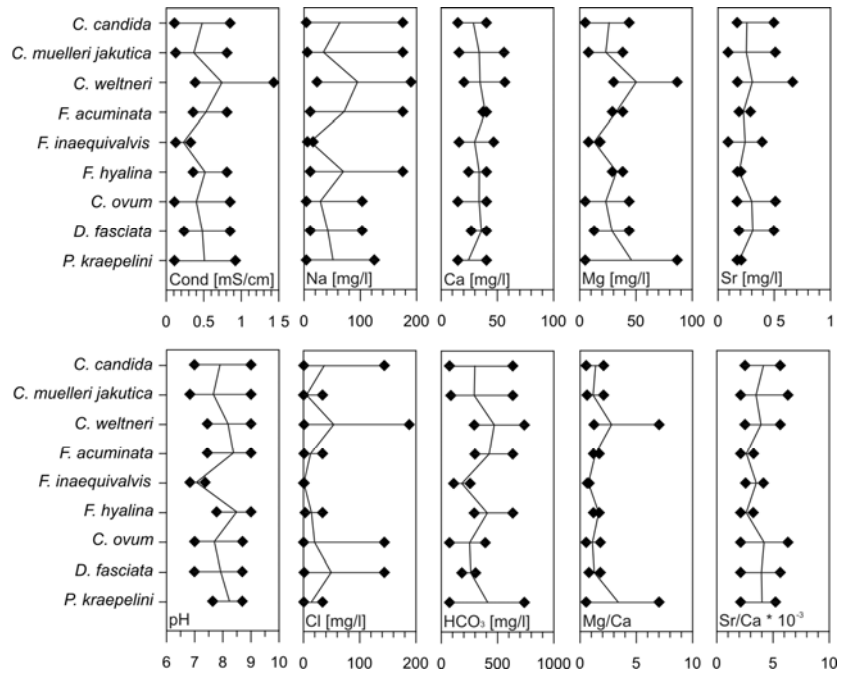 C. candida
C. muelleri jakutica
C. weltneri
F. acuminata
F. inaequivalvis
F. hyalina
C. ovum
D. fasciata
P. kraepelini
Cond [mS/cm] Na [mg/l] Ca [mg/l] Mg [mg/l] Sr [mg/l]
0 0.5 1 1 5 0 100 200 0 50 100 0 50 100 0 0 5 1
C. candida
C. muelleri jakutica
C. weltneri
F. acuminata
F. inaequivalvis
F. hyalina
C. ovum
D. fasciata
P. kraepelini
pH Cl [mg/l] HCO₃ [mg/l] Mg/Ca Sr/Ca * 10⁻³
6 7 8 9 10 0 100 200 0 500 1000 0 5 10 0 5 10